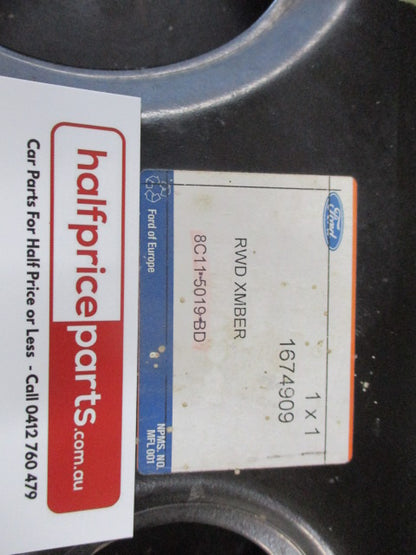 halfpriceparts.com.au
Car Parts For Half Price or Less - Call 0412 760 479
Ford
1 x 1
1674909
RWD XMBER
8C11-5019-BD
Ford of Europe
NPMS. NO.
MFL001